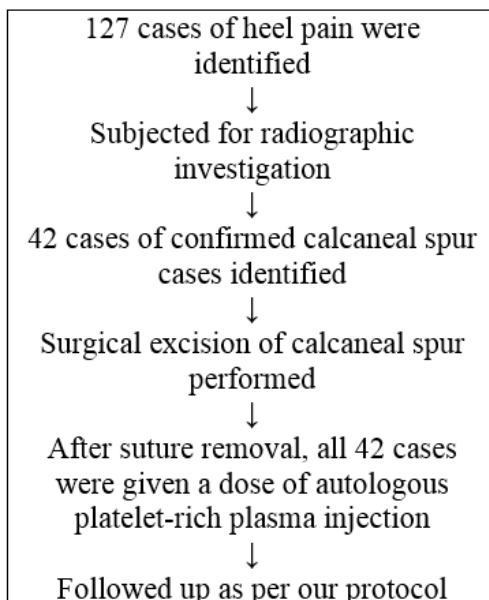 127 cases of heel pain were
identified
↓
Subjected for radiographic
investigation
↓
42 cases of confirmed calcaneal spur
cases identified
↓
Surgical excision of calcaneal spur
performed
↓
After suture removal, all 42 cases
were given a dose of autologous
platelet-rich plasma injection
↓
Followed up as per our protocol